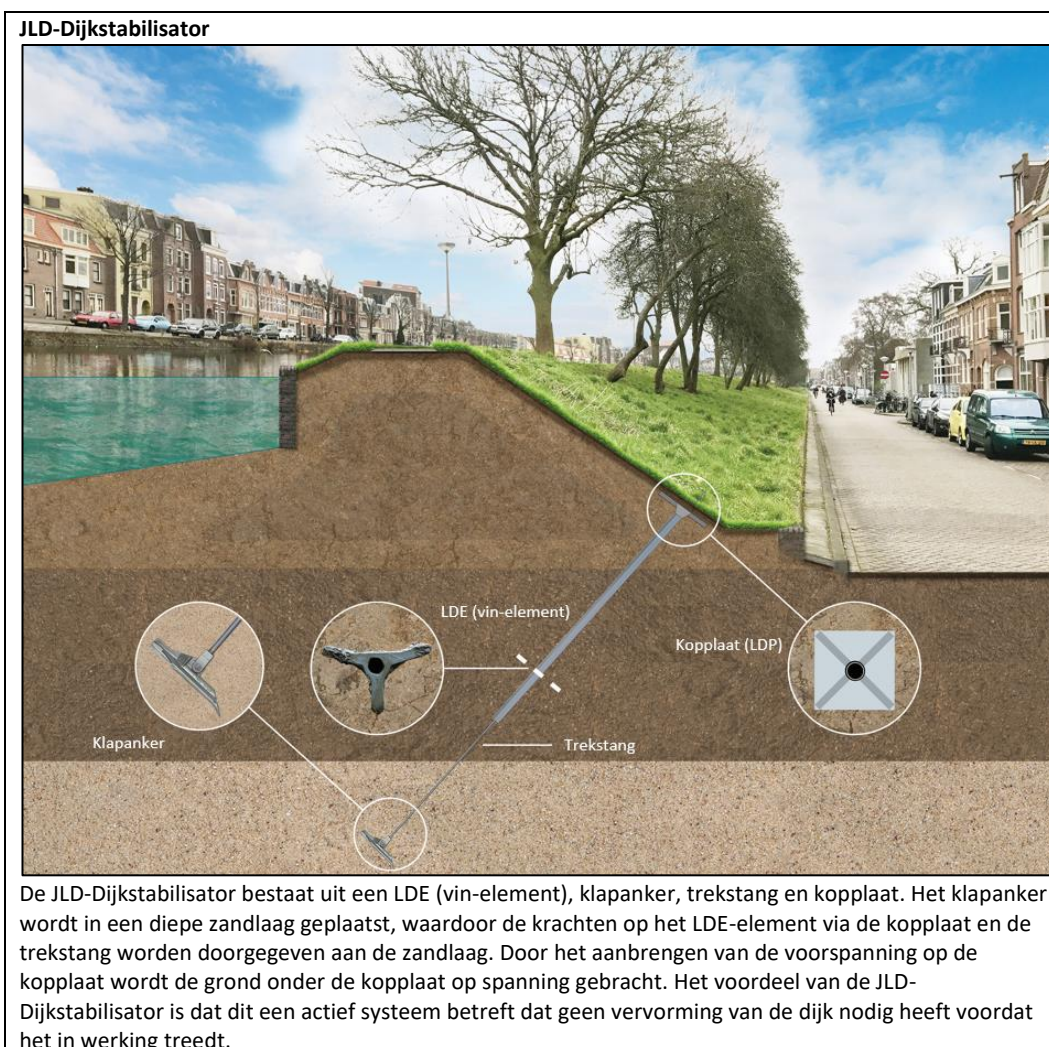 JLD-Dijkstabilisator
LDE (vin-element)
Kopplaat (LDP)
Klapanker
Trekstang
De JLD-Dijkstabilisator bestaat uit een LDE (vin-element), klapanker, trekstang en kopplaat. Het klapanker
wordt in een diepe zandlaag geplaatst, waardoor de krachten op het LDE-element via de kopplaat en de
trekstang worden doorgegeven aan de zandlaag. Door het aanbrengen van de voorspanning op de
kopplaat wordt de grond onder de kopplaat op spanning gebracht. Het voordeel van de JLD-
Dijkstabilisator is dat dit een actief systeem betreft dat geen vervorming van de dijk nodig heeft voordat
het in werking treedt.